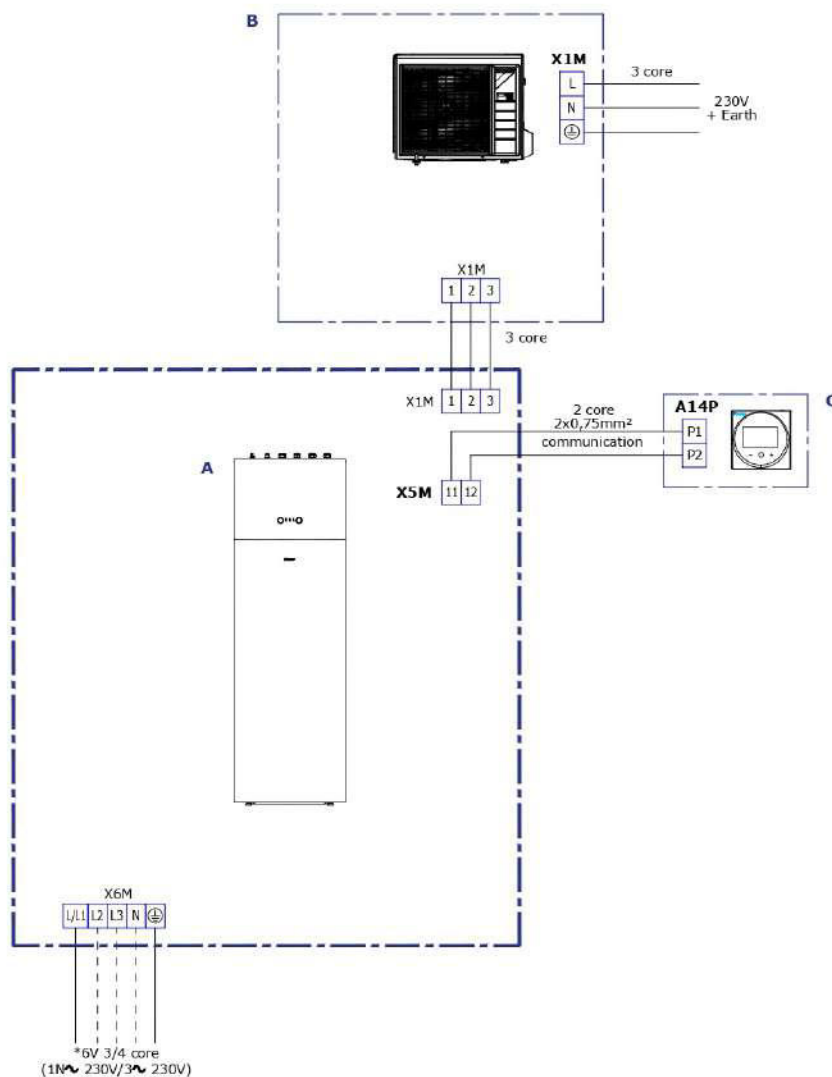 B
X1M
L
3 core
N
230V
+ Earth
X1M
1 2 3
3 core
X1M 1 2 3
C
A14P
2 core
2x0,75mm²
communication
P1
P2
A
X5M 11 12
X6M
L/L1 L2 L3 N
*6V 3/4 core
(1N~ 230V/3~ 230V)